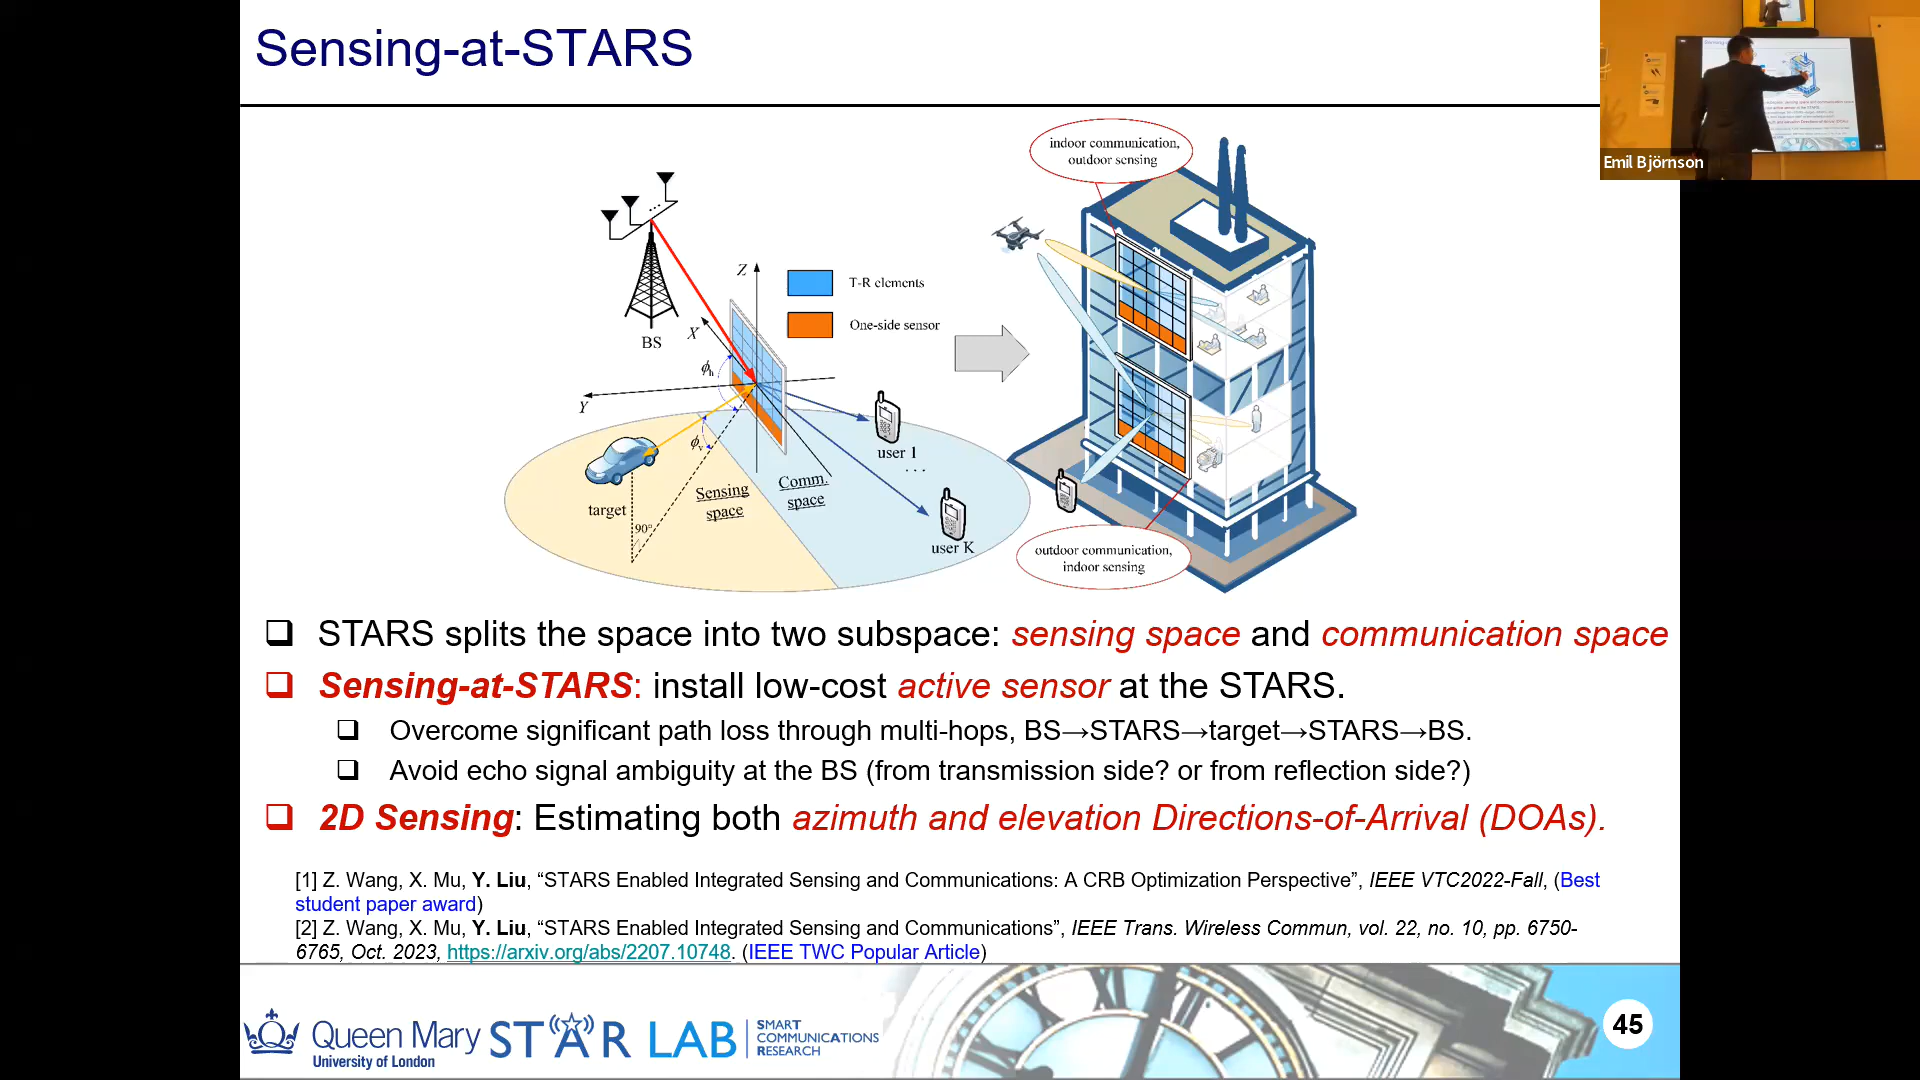 Sensing-at-STARS
Emil Björnson
indoor communication,
outdoor sensing
BS
Z
X
Y
ϕh
ϕv
T-R elements
One-side sensor
user 1
...
user K
target
90°
Sensing
space
Comm.
space
outdoor communication,
indoor sensing
❑ STARS splits the space into two subspace: sensing space and communication space
❑ Sensing-at-STARS: install low-cost active sensor at the STARS.
❑ Overcome significant path loss through multi-hops, BS→STARS→target→STARS→BS.
❑ Avoid echo signal ambiguity at the BS (from transmission side? or from reflection side?)
❑ 2D Sensing: Estimating both azimuth and elevation Directions-of-Arrival (DOAs).
[1] Z. Wang, X. Mu, Y. Liu, “STARS Enabled Integrated Sensing and Communications: A CRB Optimization Perspective”, IEEE VTC2022-Fall, (Best
student paper award)
[2] Z. Wang, X. Mu, Y. Liu, “STARS Enabled Integrated Sensing and Communications”, IEEE Trans. Wireless Commun, vol. 22, no. 10, pp. 6750-
6765, Oct. 2023, https://arxiv.org/abs/2207.10748. (IEEE TWC Popular Article)
Queen Mary
University of London
STAR LAB
SMART
COMMUNICATIONS
RESEARCH
45